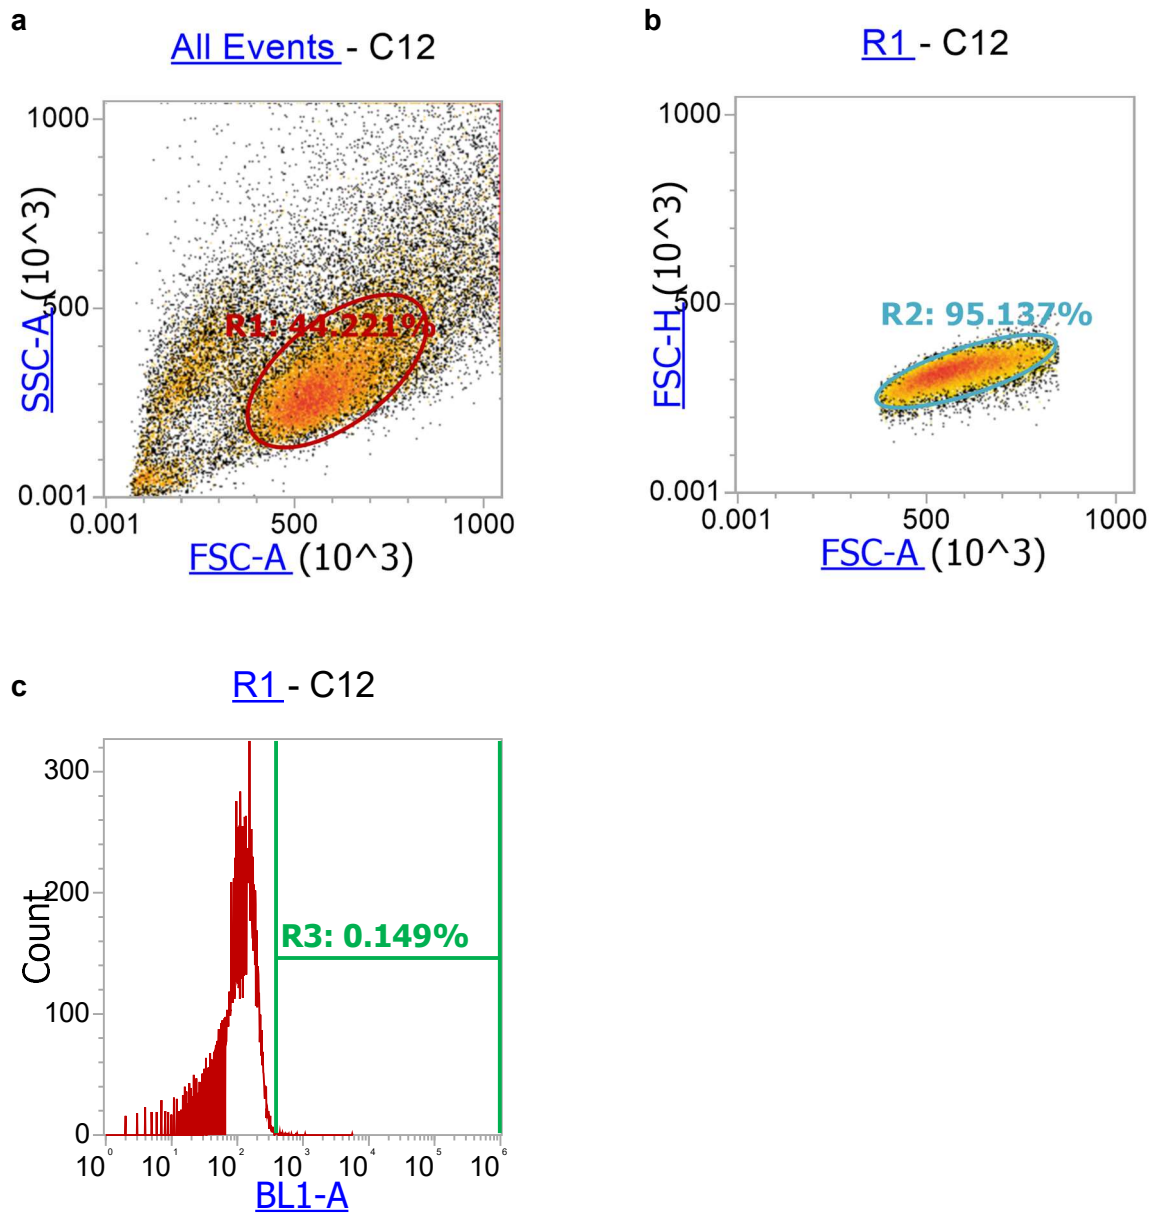 a
All Events - C12
1000
500
0.001
SSC-A (10^3)
R1: 44.221%
0.001 500 1000
FSC-A (10^3)
b
R1 - C12
1000
500
0.001
FSC-H (10^3)
R2: 95.137%
0.001 500 1000
FSC-A (10^3)
c
R1 - C12
300
200
100
0
Count
R3: 0.149%
10⁰ 10¹ 10² 10³ 10⁴ 10⁵ 10⁶
BL1-A